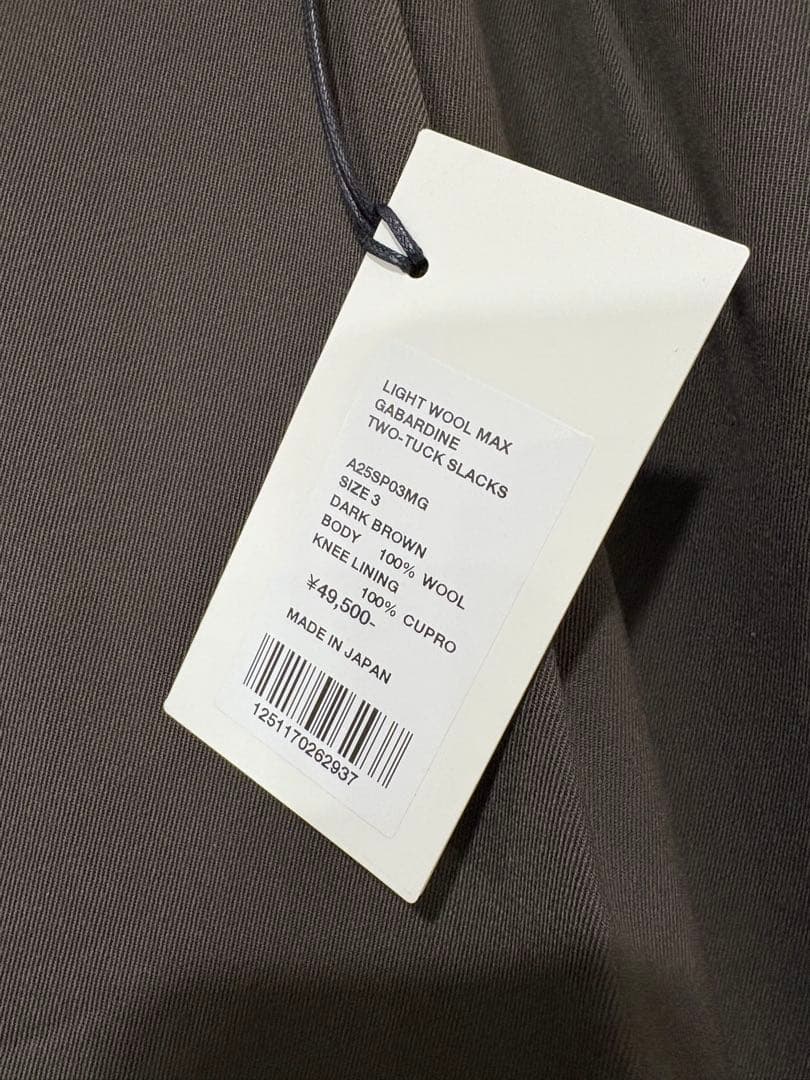 LIGHT WOOL MAX
GABARDINE
TWO-TUCK SLACKS
A25SP03MG
SIZE 3
DARK BROWN
BODY 100% WOOL
KNEE LINING
100% CUPRO
¥49,500-
MADE IN JAPAN
1251170262937